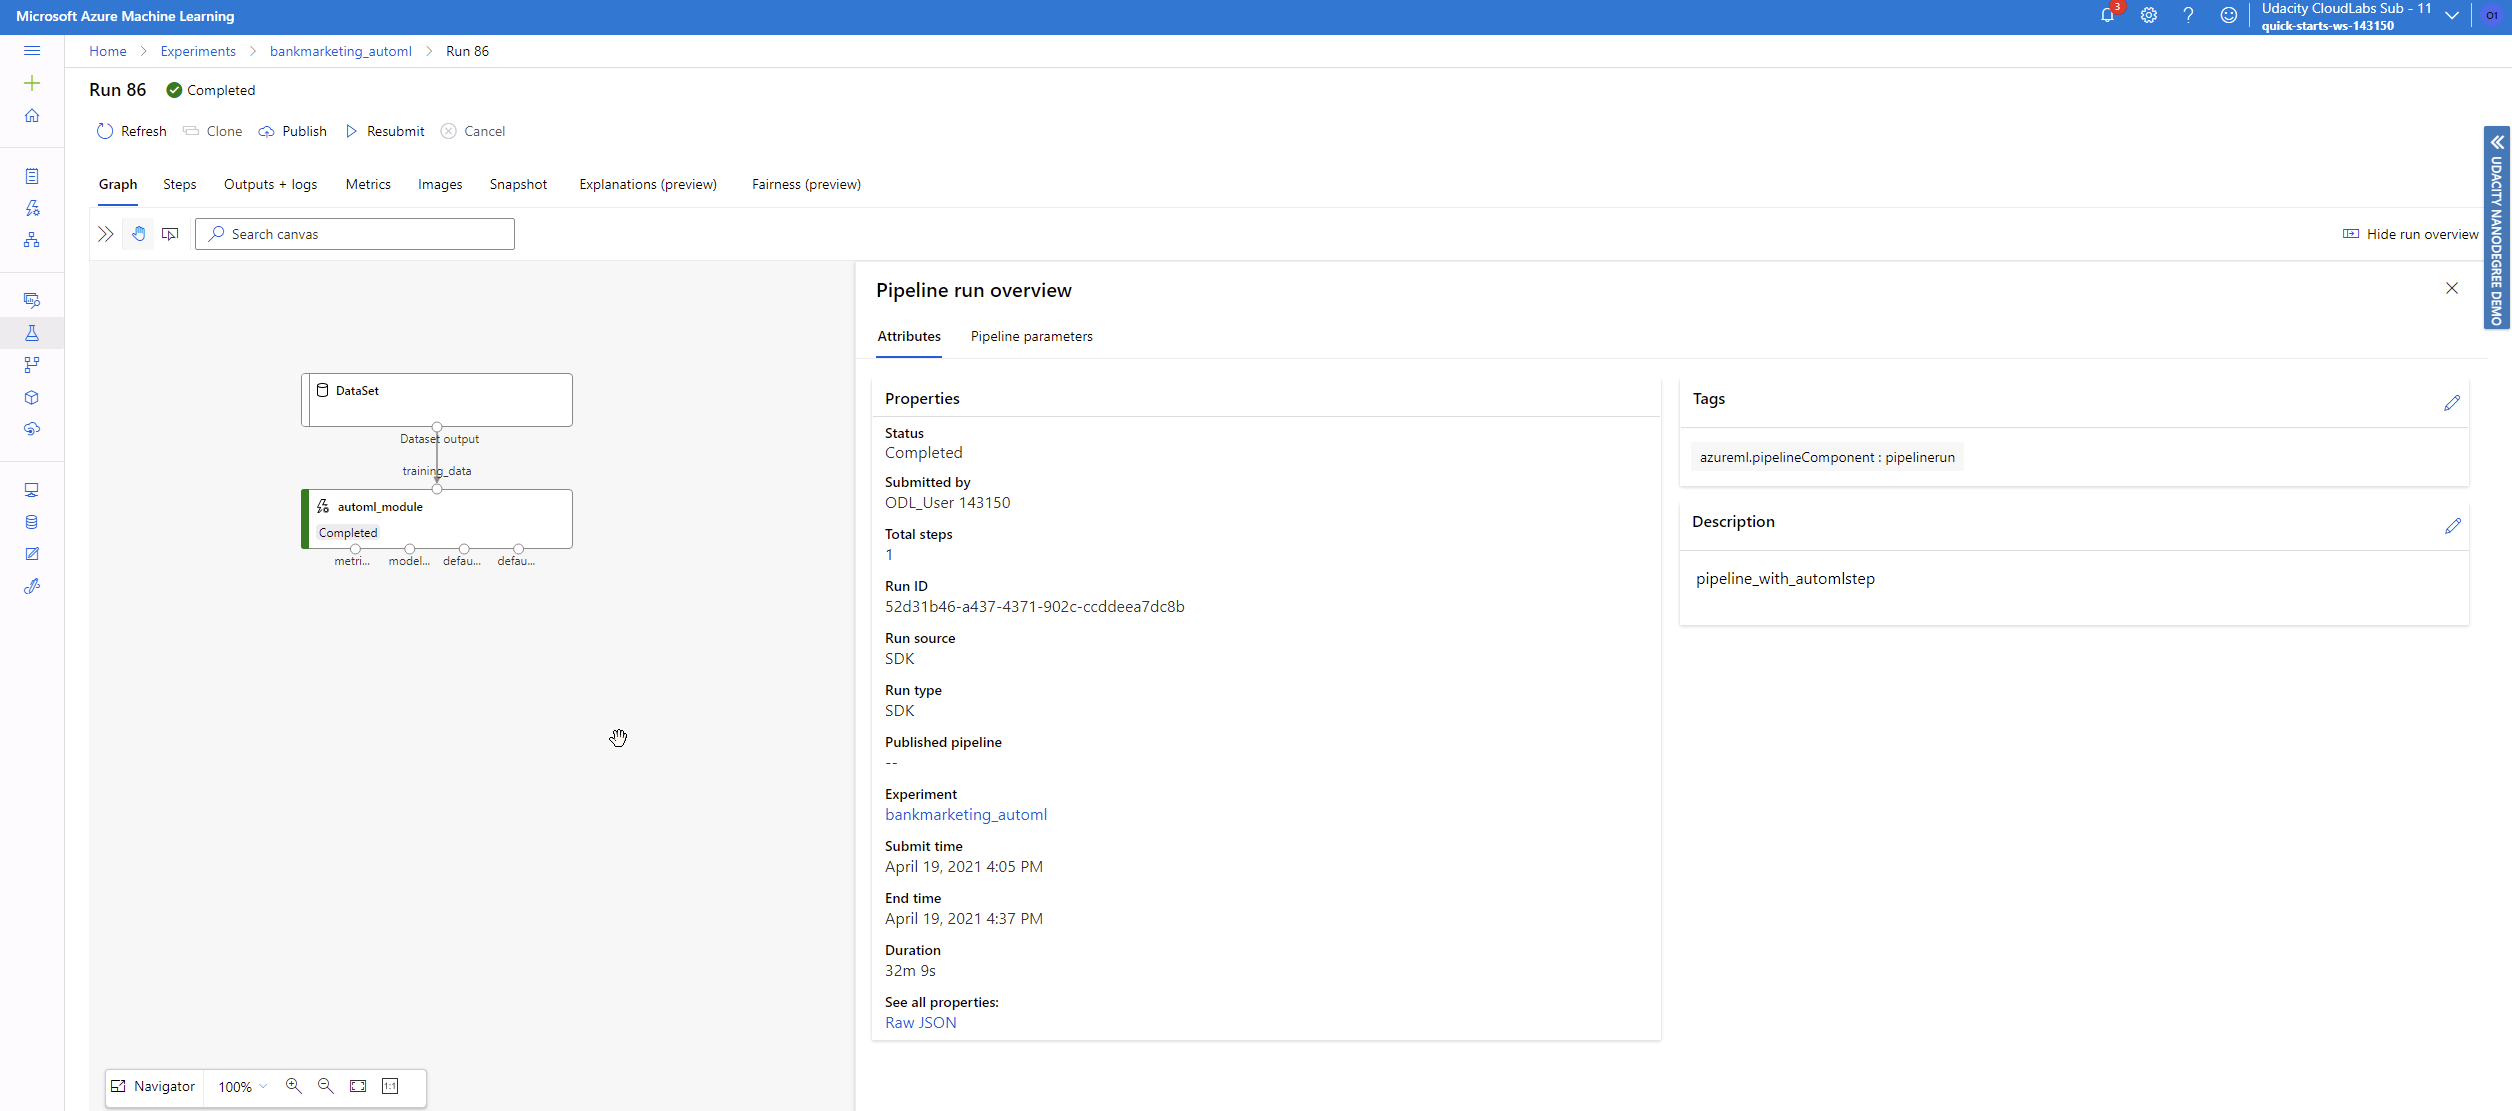 Microsoft Azure Machine Learning
3
Udacity CloudLabs Sub - 11
quick-starts-ws-143150
O1
Home > Experiments > bankmarketing_automl > Run 86
Run 86 Completed
Refresh Clone Publish Resubmit Cancel
Graph Steps Outputs + logs Metrics Images Snapshot Explanations (preview) Fairness (preview)
Search canvas
Hide run overview
UDACITY NANODEGREE DEMO
DataSet
Dataset output
training_data
automl_module
Completed
metri... model... defau... defau...
Navigator 100% 1:1
Pipeline run overview
Attributes Pipeline parameters
Properties
Status
Completed
Submitted by
ODL_User 143150
Total steps
1
Run ID
52d31b46-a437-4371-902c-ccddeea7dc8b
Run source
SDK
Run type
SDK
Published pipeline
--
Experiment
bankmarketing_automl
Submit time
April 19, 2021 4:05 PM
End time
April 19, 2021 4:37 PM
Duration
32m 9s
See all properties:
Raw JSON
Tags
azureml.pipelineComponent : pipelinerun
Description
pipeline_with_automlstep